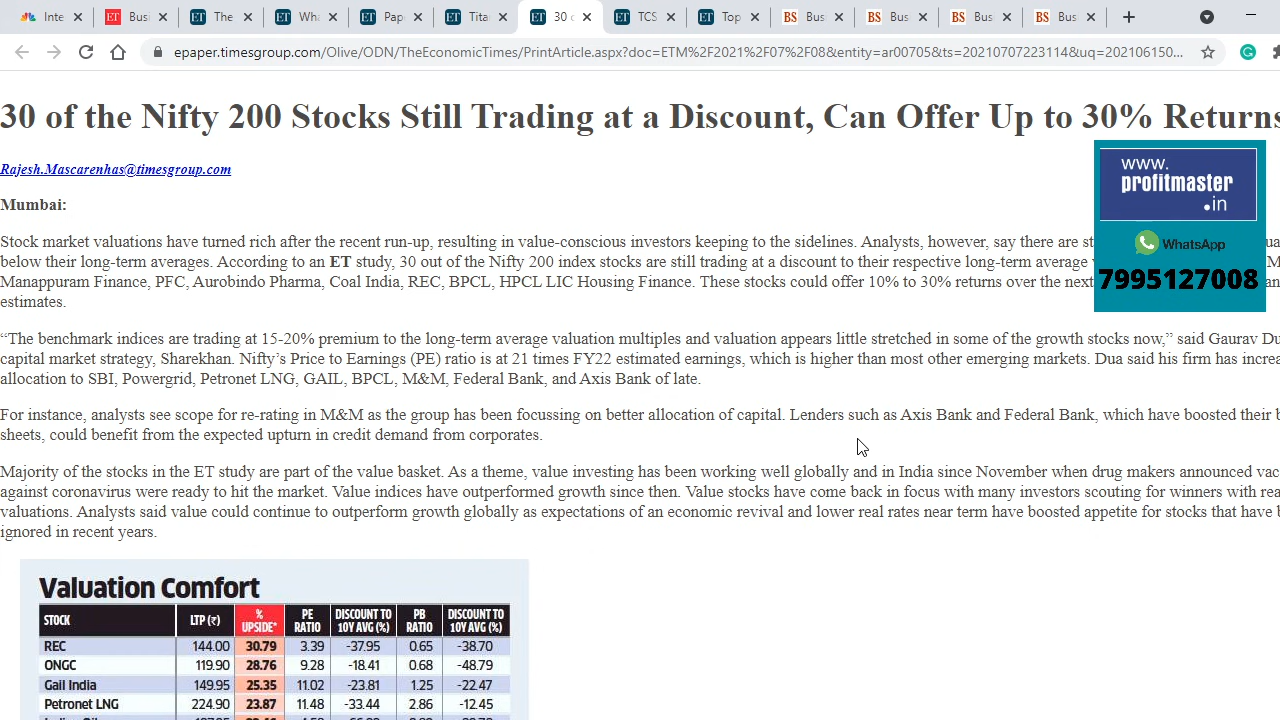 Inte
Busi
The
Wha
Pap
Tita
30 o
TCS
Top
Bus
Bus
Bus
Bus
epaper.timesgroup.com/Olive/ODN/TheEconomicTimes/PrintArticle.aspx?doc=ETM%2F2021%2F07%2F08&entity=ar00705&ts=20210707223114&uq=202106150...
30 of the Nifty 200 Stocks Still Trading at a Discount, Can Offer Up to 30% Returns
Rajesh.Mascarenhas@timesgroup.com
Mumbai:
Stock market valuations have turned rich after the recent run-up, resulting in value-conscious investors keeping to the sidelines. Analysts, however, say there are st
below their long-term averages. According to an ET study, 30 out of the Nifty 200 index stocks are still trading at a discount to their respective long-term average
Manappuram Finance, PFC, Aurobindo Pharma, Coal India, REC, BPCL, HPCL LIC Housing Finance. These stocks could offer 10% to 30% returns over the next
estimates.
www.
profitmaster
.in
WhatsApp
7995127008
“The benchmark indices are trading at 15-20% premium to the long-term average valuation multiples and valuation appears little stretched in some of the growth stocks now,” said Gaurav Du
capital market strategy, Sharekhan. Nifty’s Price to Earnings (PE) ratio is at 21 times FY22 estimated earnings, which is higher than most other emerging markets. Dua said his firm has increa
allocation to SBI, Powergrid, Petronet LNG, GAIL, BPCL, M&M, Federal Bank, and Axis Bank of late.
For instance, analysts see scope for re-rating in M&M as the group has been focussing on better allocation of capital. Lenders such as Axis Bank and Federal Bank, which have boosted their b
sheets, could benefit from the expected upturn in credit demand from corporates.
Majority of the stocks in the ET study are part of the value basket. As a theme, value investing has been working well globally and in India since November when drug makers announced vac
against coronavirus were ready to hit the market. Value indices have outperformed growth since then. Value stocks have come back in focus with many investors scouting for winners with rea
valuations. Analysts said value could continue to outperform growth globally as expectations of an economic revival and lower real rates near term have boosted appetite for stocks that have b
ignored in recent years.
Valuation Comfort
STOCK LTP (₹) % UPSIDE* PE RATIO DISCOUNT TO 10Y AVG (%) PB RATIO DISCOUNT TO 10Y AVG (%)
REC 144.00 30.79 3.39 -37.95 0.65 -38.70
ONGC 119.90 28.76 9.28 -18.41 0.68 -48.79
Gail India 149.95 25.35 11.02 -23.81 1.25 -22.47
Petronet LNG 224.90 23.87 11.48 -33.44 2.86 -12.45